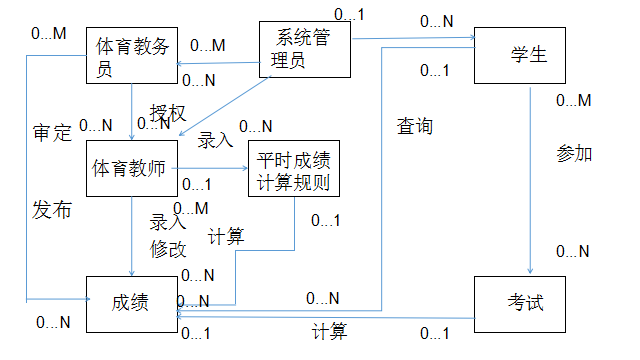 0...1
0...N
0...M
体育教务
员
0...M
系统管
理员
学生
0...N
0...1
0...M
授权
0...N
0...N
0...N
审定
录入
查询
参加
体育教师
平时成绩
计算规则
0...1
0...M
0...1
发布
录入
修改
计算
0...N
0...N
成绩
0...N
0...N
考试
0...N
0...1
计算
0...1